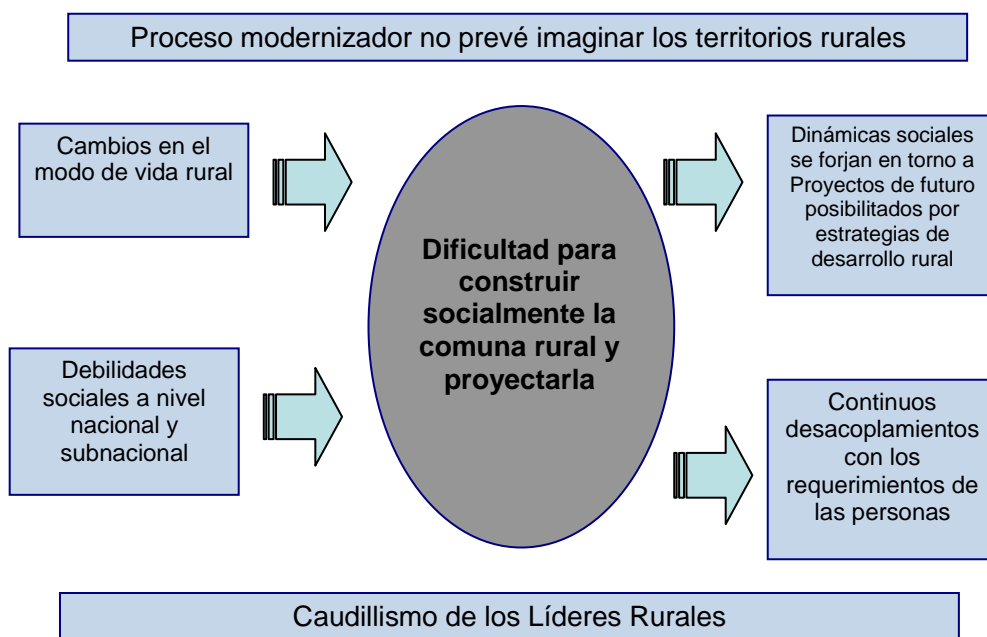 Proceso modernizador no prevé imaginar los territorios rurales
Cambios en el
modo de vida rural
Debilidades
sociales a nivel
nacional y
subnacional
Dificultad para
construir
socialmente la
comuna rural y
proyectarla
Dinámicas sociales
se forjan en torno a
Proyectos de futuro
posibilitados por
estrategias de
desarrollo rural
Continuos
desacoplamientos
con los
requerimientos de
las personas
Caudillismo de los Líderes Rurales